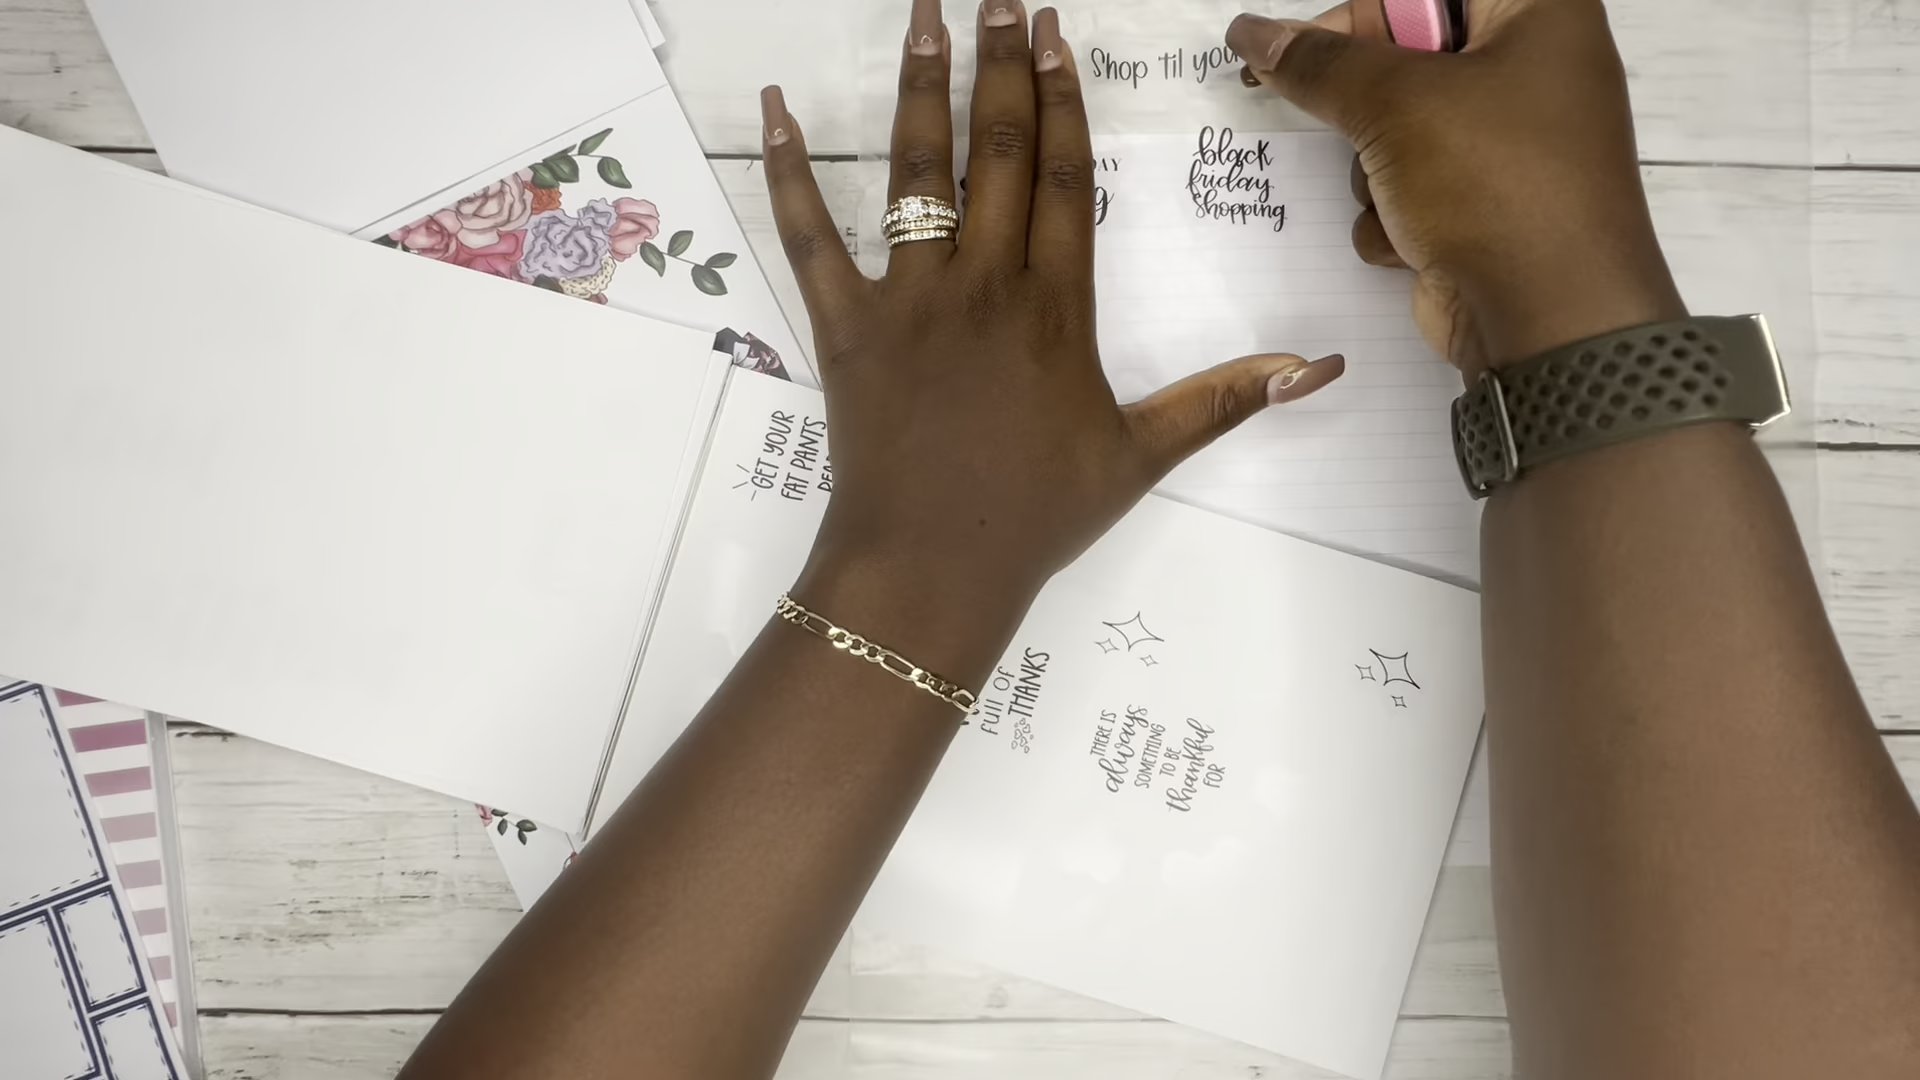 Shop 'til you
black
friday
shopping
GET YOUR
FAT PANTS
full of
THANKS
THERE IS
always
SOMETHING
TO BE
thankful
FOR